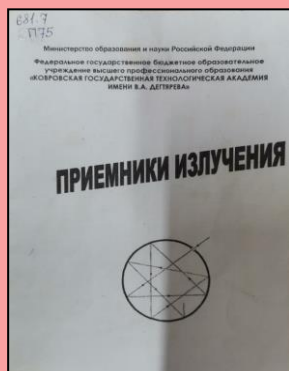 681.7
П75
Министерство образования и науки Российской Федерации
Федеральное государственное бюджетное образовательное
учреждение высшего профессионального образования
«КОВРОВСКАЯ ГОСУДАРСТВЕННАЯ ТЕХНОЛОГИЧЕСКАЯ АКАДЕМИЯ
ИМЕНИ В.А. ДЕГТЯРЕВА»
ПРИЕМНИКИ ИЗЛУЧЕНИЯ